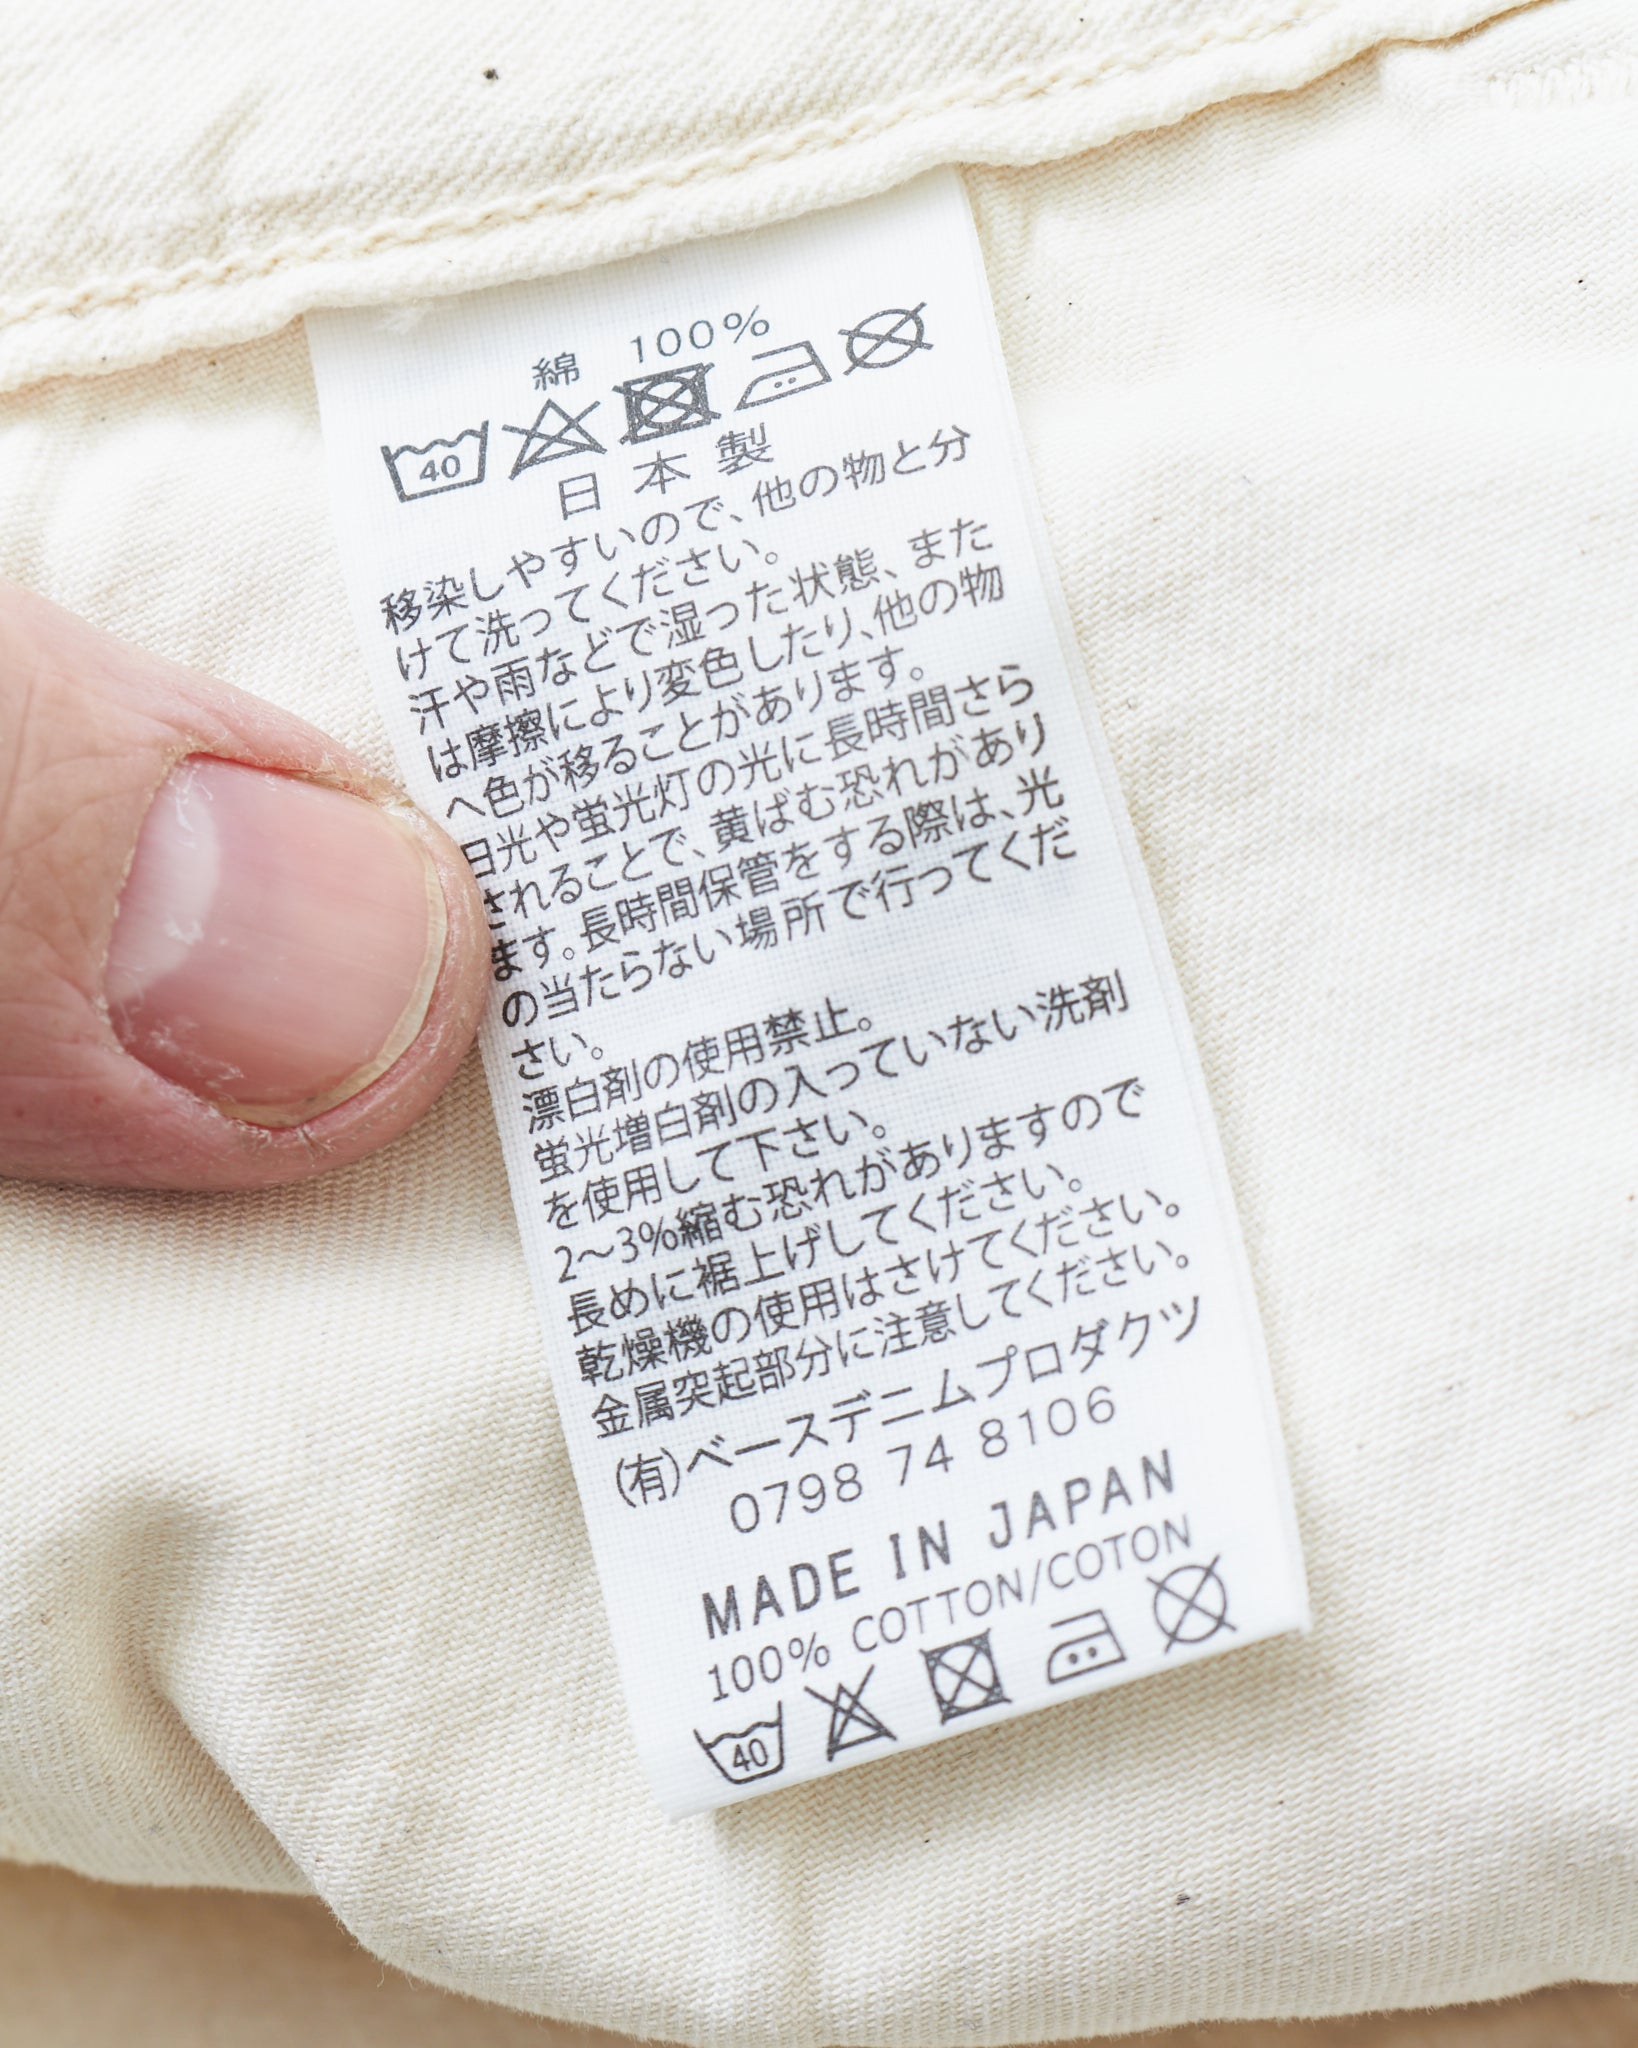 綿 100%
40
日本製
移染しやすいので、他の物と分
けて洗ってください。
汗や雨などで湿った状態、また
は摩擦により変色したり、他の物
へ色が移ることがあります。
日光や蛍光灯の光に長時間さら
されることで、黄ばむ恐れがあり
ます。長時間保管をする際は、光
の当たらない場所で行ってくだ
さい。
漂白剤の使用禁止。
蛍光増白剤の入っていない洗剤
を使用して下さい。
2〜3%縮む恐れがありますので
長めに裾上げしてください。
乾燥機の使用はさけてください。
金属突起部分に注意してください。
(有)ベースデニムプロダクツ
0798 74 8106
MADE IN JAPAN
100% COTTON/COTON
40